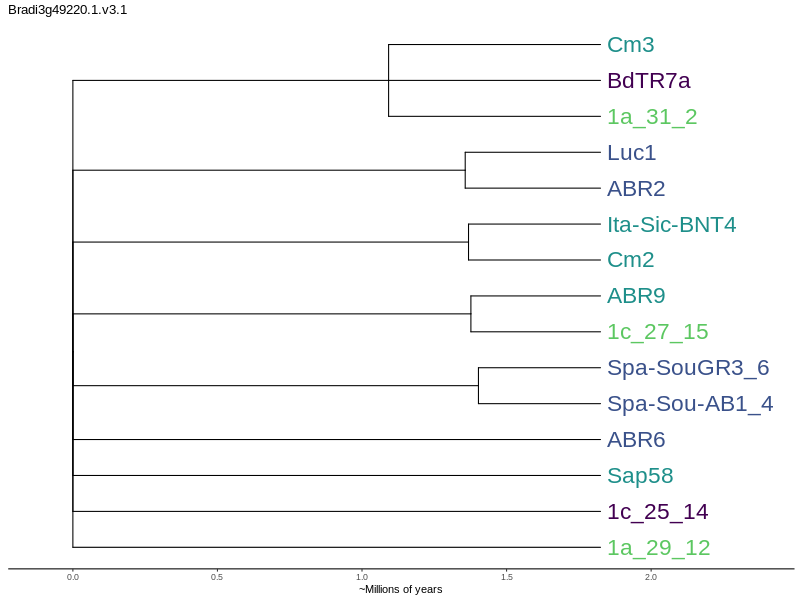 Bradi3g49220.1.v3.1
Cm3
BdTR7a
1a_31_2
Luc1
ABR2
Ita-Sic-BNT4
Cm2
ABR9
1c_27_15
Spa-SouGR3_6
Spa-Sou-AB1_4
ABR6
Sap58
1c_25_14
1a_29_12
0.0 0.5 1.0 1.5 2.0
~Millions of years